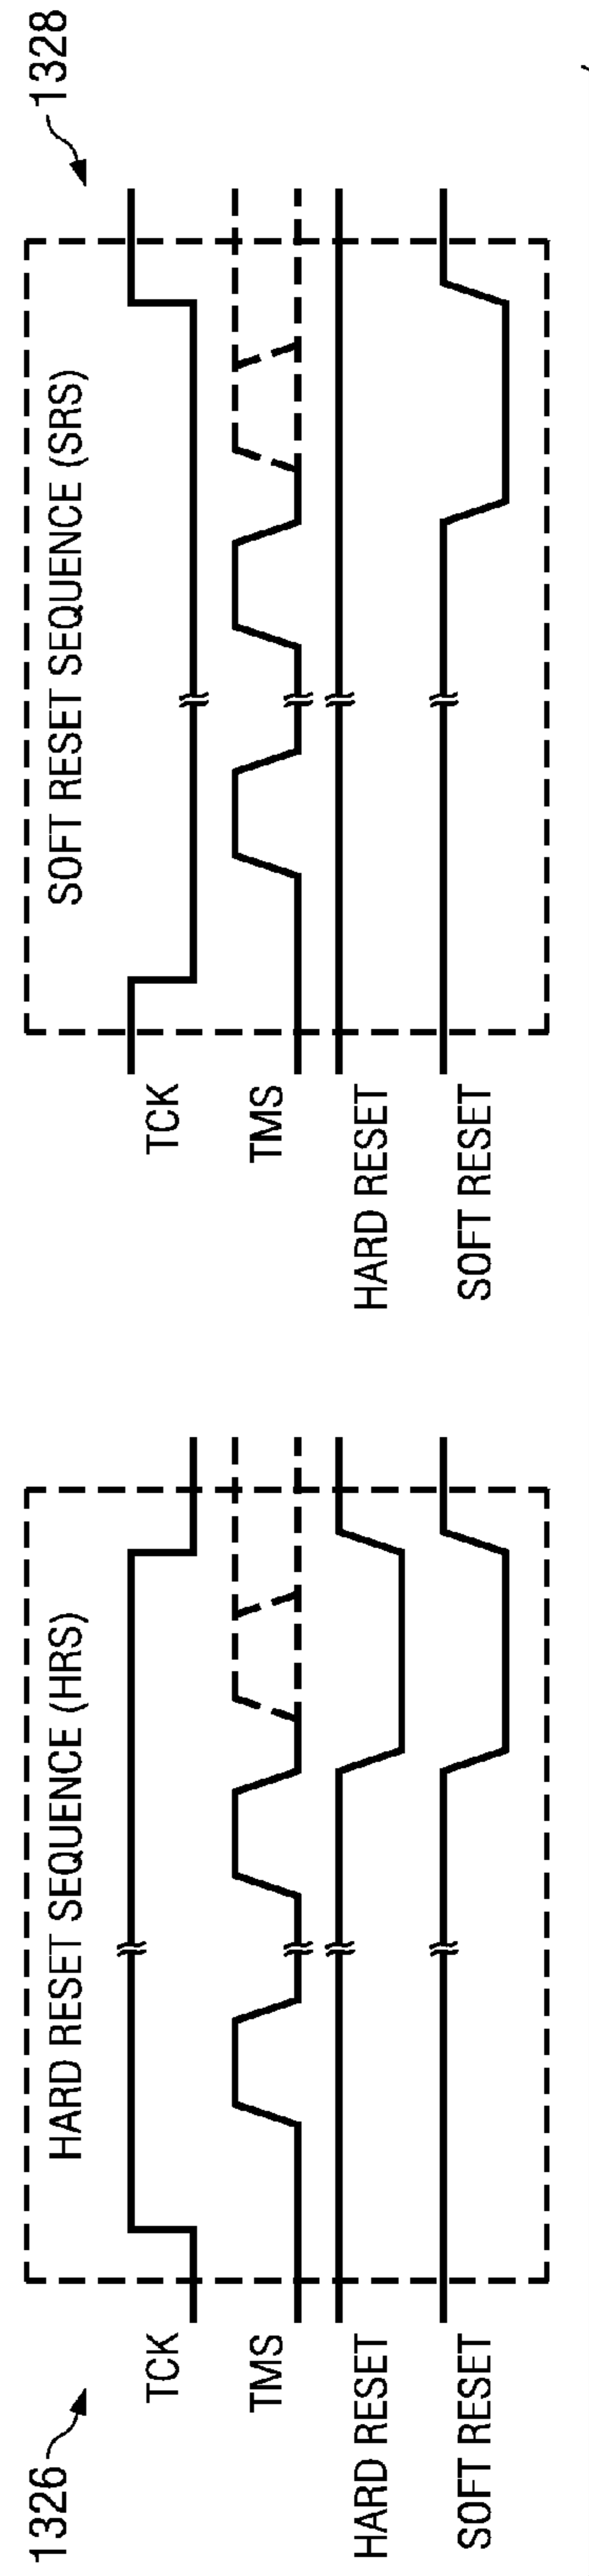 1326
HARD RESET SEQUENCE (HRS)
TCK
TMS
HARD RESET
SOFT RESET
1328
SOFT RESET SEQUENCE (SRS)
TCK
TMS
HARD RESET
SOFT RESET